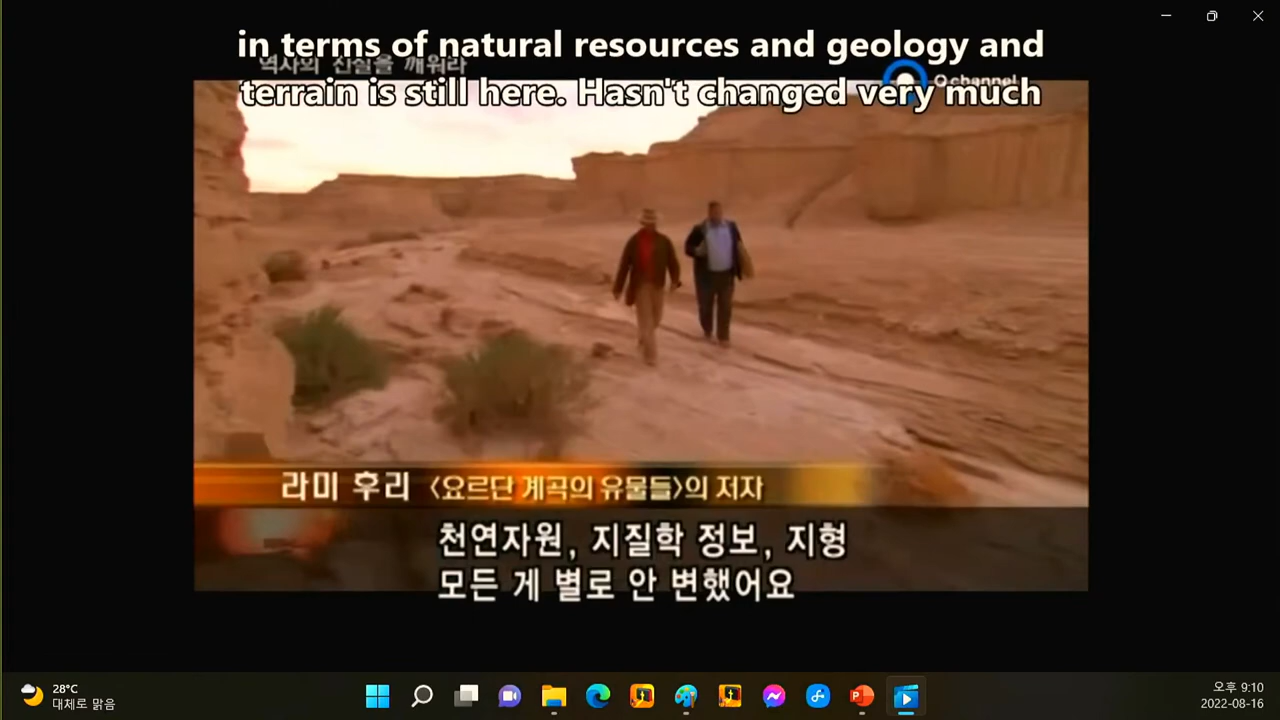 in terms of natural resources and geology and
역사의 진실을 깨워라
Q channel
terrain is still here. Hasn't changed very much
라미 후리 〈요르단 계곡의 유물들〉의 저자
천연자원, 지질학 정보, 지형
모든 게 별로 안 변했어요
28°C
대체로 맑음
오후 9:10
2022-08-16